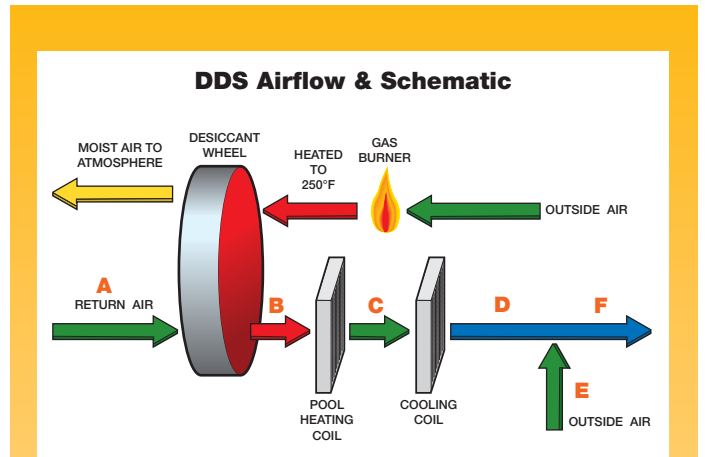 DDS Airflow & Schematic
MOIST AIR TO
ATMOSPHERE
DESICCANT
WHEEL
HEATED
TO
250°F
GAS
BURNER
OUTSIDE AIR
A
RETURN AIR
B
C
D
F
E
OUTSIDE AIR
POOL
HEATING
COIL
COOLING
COIL